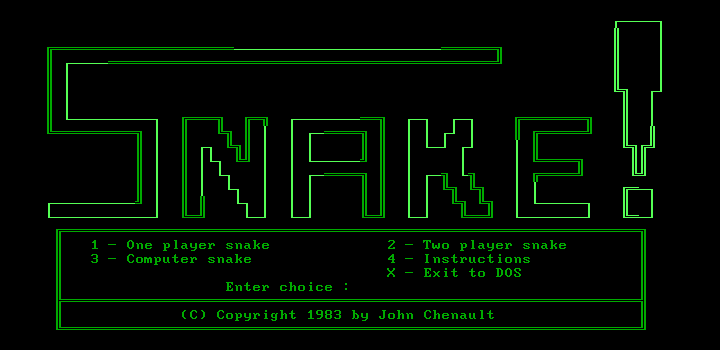 SNAKE!
1 - One player snake 2 - Two player snake
3 - Computer snake 4 - Instructions
X - Exit to DOS
Enter choice :
(C) Copyright 1983 by John Chenault